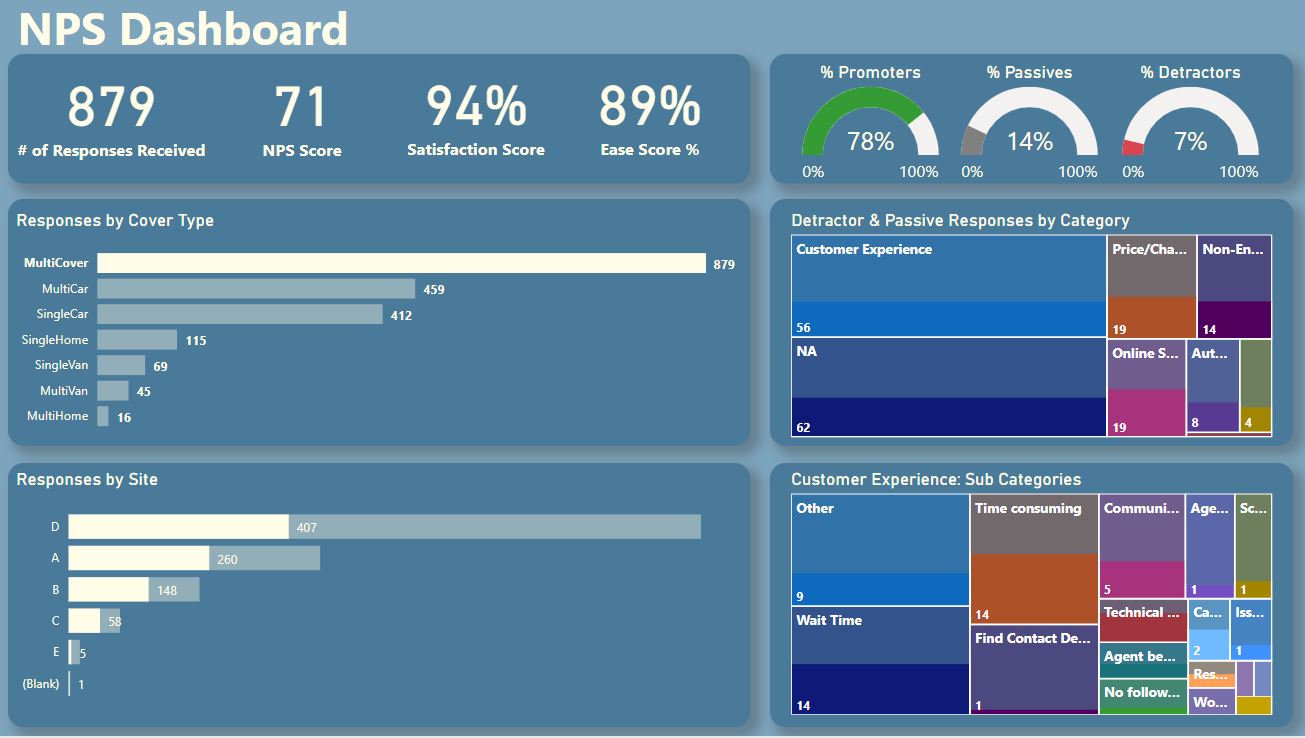 NPS Dashboard
879
# of Responses Received
71
NPS Score
94%
Satisfaction Score
89%
Ease Score %
% Promoters
78%
0%
100%
% Passives
14%
0%
100%
% Detractors
7%
0%
100%
Responses by Cover Type
MultiCover 879
MultiCar 459
SingleCar 412
SingleHome 115
SingleVan 69
MultiVan 45
MultiHome 16
Detractor & Passive Responses by Category
Customer Experience
56
NA
62
Price/Cha...
19
Non-En...
14
Online S...
19
Aut...
8
4
Responses by Site
D 407
A 260
B 148
C 58
E 5
(Blank) 1
Customer Experience: Sub Categories
Other
9
Wait Time
14
Time consuming
14
Find Contact De...
1
Communi...
5
Age...
1
Sc...
1
Technical ...
Agent be...
No follow...
Ca...
2
Iss...
1
Res...
Wo...